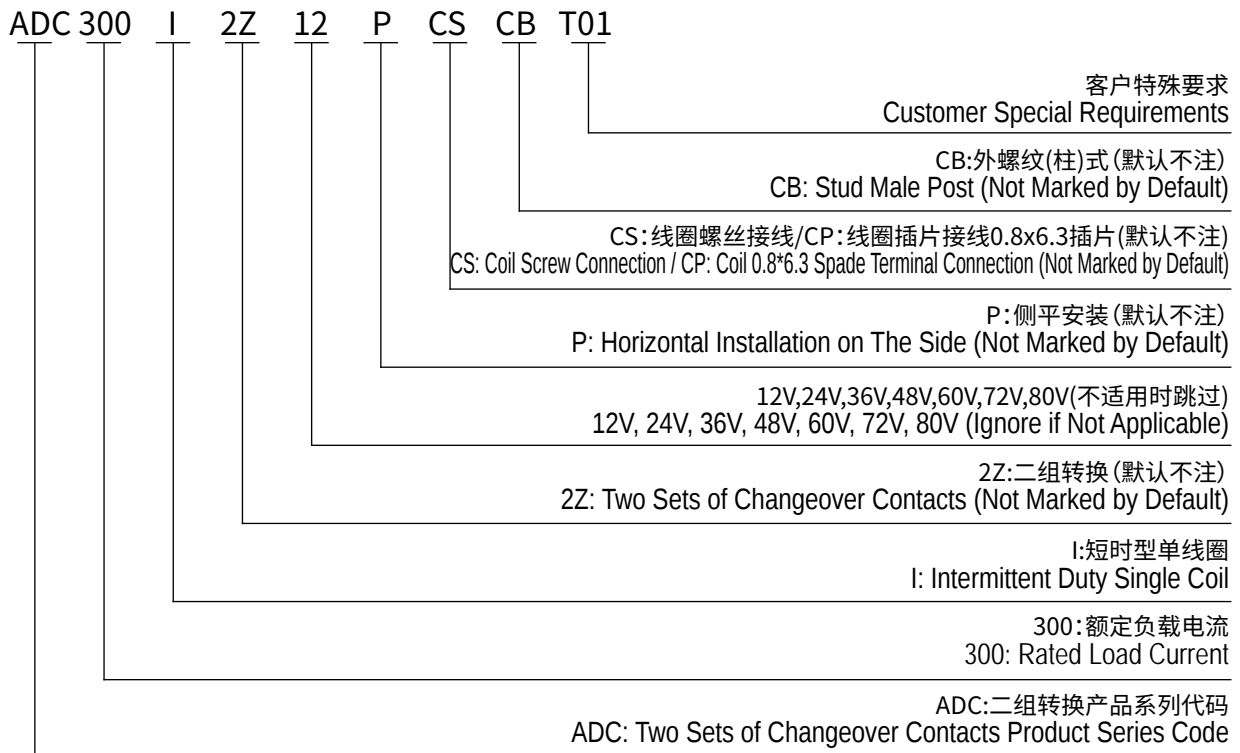 ADC 300 I 2Z 12 P CS CB T01
客户特殊要求
Customer Special Requirements
CB:外螺纹(柱)式(默认不注)
CB: Stud Male Post (Not Marked by Default)
CS:线圈螺丝接线/CP:线圈插片接线0.8x6.3插片(默认不注)
CS: Coil Screw Connection / CP: Coil 0.8*6.3 Spade Terminal Connection (Not Marked by Default)
P:侧平安装(默认不注)
P: Horizontal Installation on The Side (Not Marked by Default)
12V,24V,36V,48V,60V,72V,80V(不适用时跳过)
12V, 24V, 36V, 48V, 60V, 72V, 80V (Ignore if Not Applicable)
2Z:二组转换(默认不注)
2Z: Two Sets of Changeover Contacts (Not Marked by Default)
I:短时型单线圈
I: Intermittent Duty Single Coil
300:额定负载电流
300: Rated Load Current
ADC:二组转换产品系列代码
ADC: Two Sets of Changeover Contacts Product Series Code